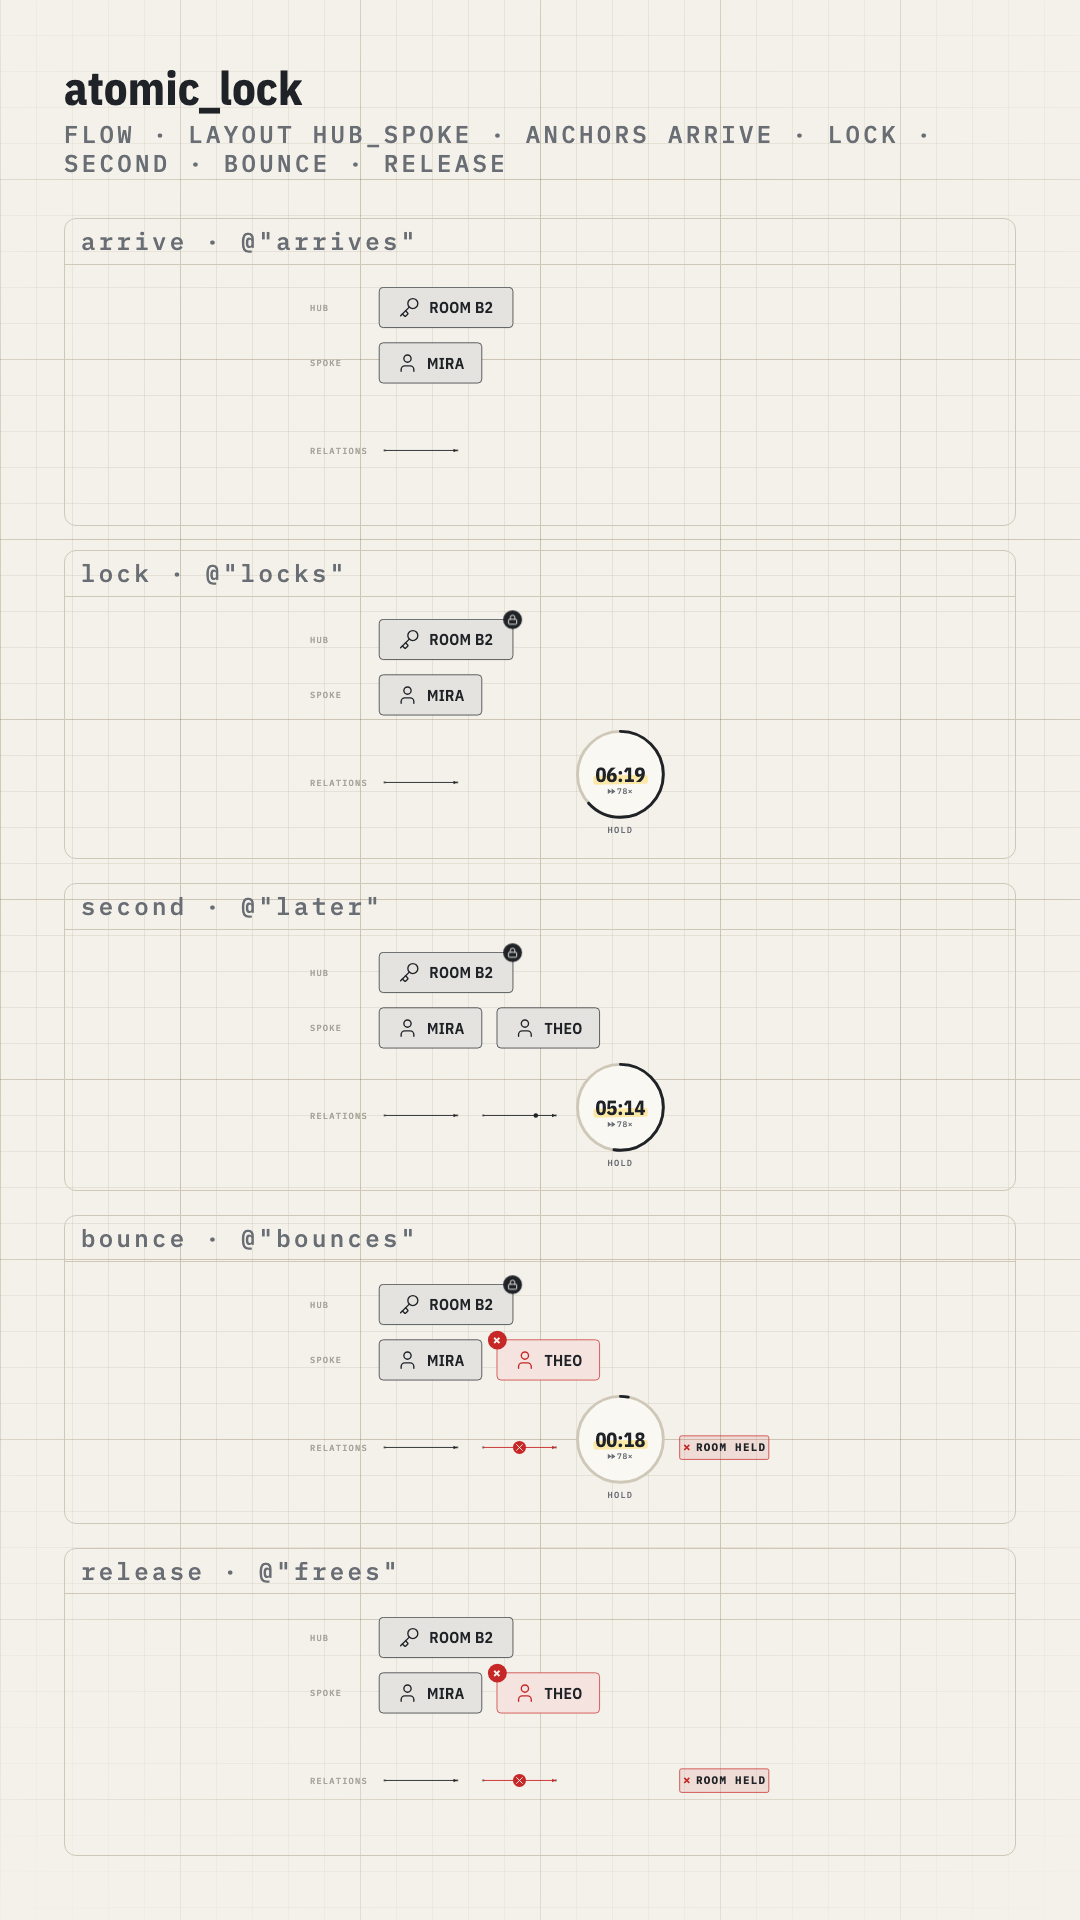 atomic_lock
FLOW · LAYOUT HUB_SPOKE · ANCHORS ARRIVE · LOCK ·
SECOND · BOUNCE · RELEASE
arrive · @"arrives"
HUB
ROOM B2
SPOKE
MIRA
RELATIONS
lock · @"locks"
HUB
ROOM B2
SPOKE
MIRA
RELATIONS
06:19
78×
HOLD
second · @"later"
HUB
ROOM B2
SPOKE
MIRA
THEO
RELATIONS
05:14
78×
HOLD
bounce · @"bounces"
HUB
ROOM B2
SPOKE
MIRA
THEO
RELATIONS
00:18
78×
HOLD
× ROOM HELD
release · @"frees"
HUB
ROOM B2
SPOKE
MIRA
THEO
RELATIONS
× ROOM HELD